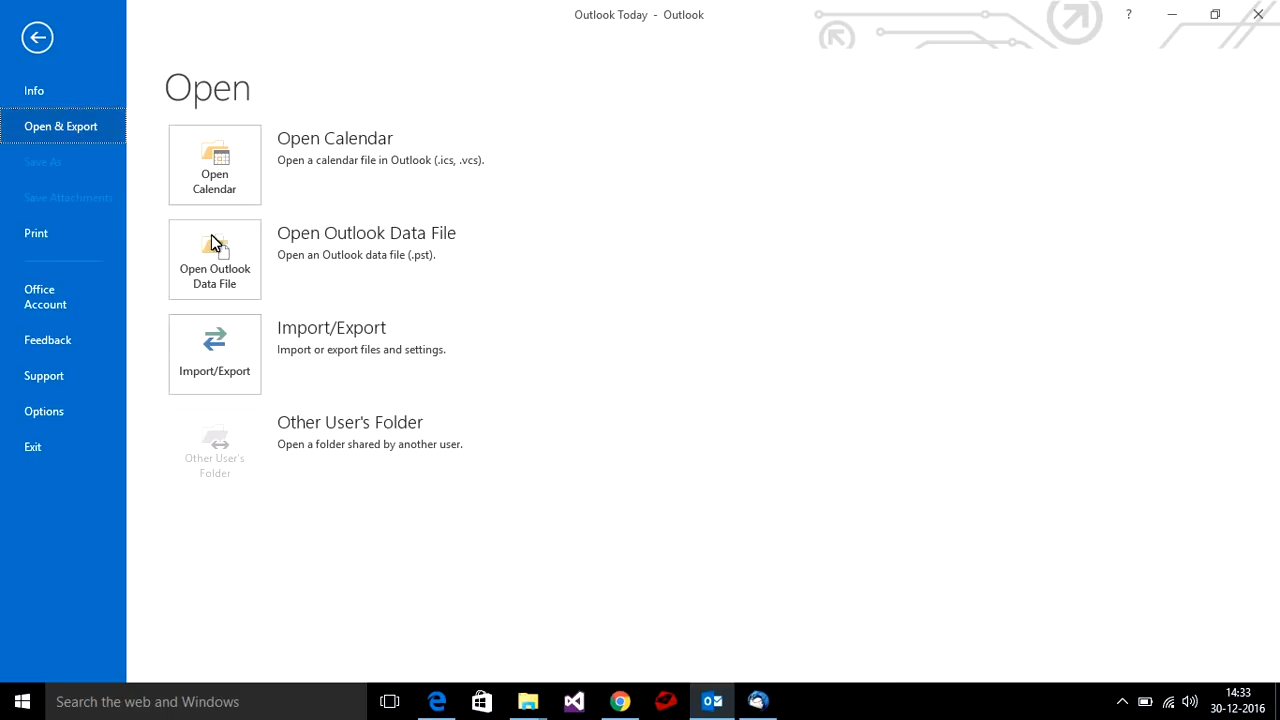 Outlook Today - Outlook
?
Info
Open & Export
Save As
Save Attachments
Print
Office
Account
Feedback
Support
Options
Exit
Open
Open
Calendar
Open Calendar
Open a calendar file in Outlook (.ics, .vcs).
Open Outlook
Data File
Open Outlook Data File
Open an Outlook data file (.pst).
Import/Export
Import/Export
Import or export files and settings.
Other User's
Folder
Other User's Folder
Open a folder shared by another user.
Search the web and Windows
14:33
30-12-2016